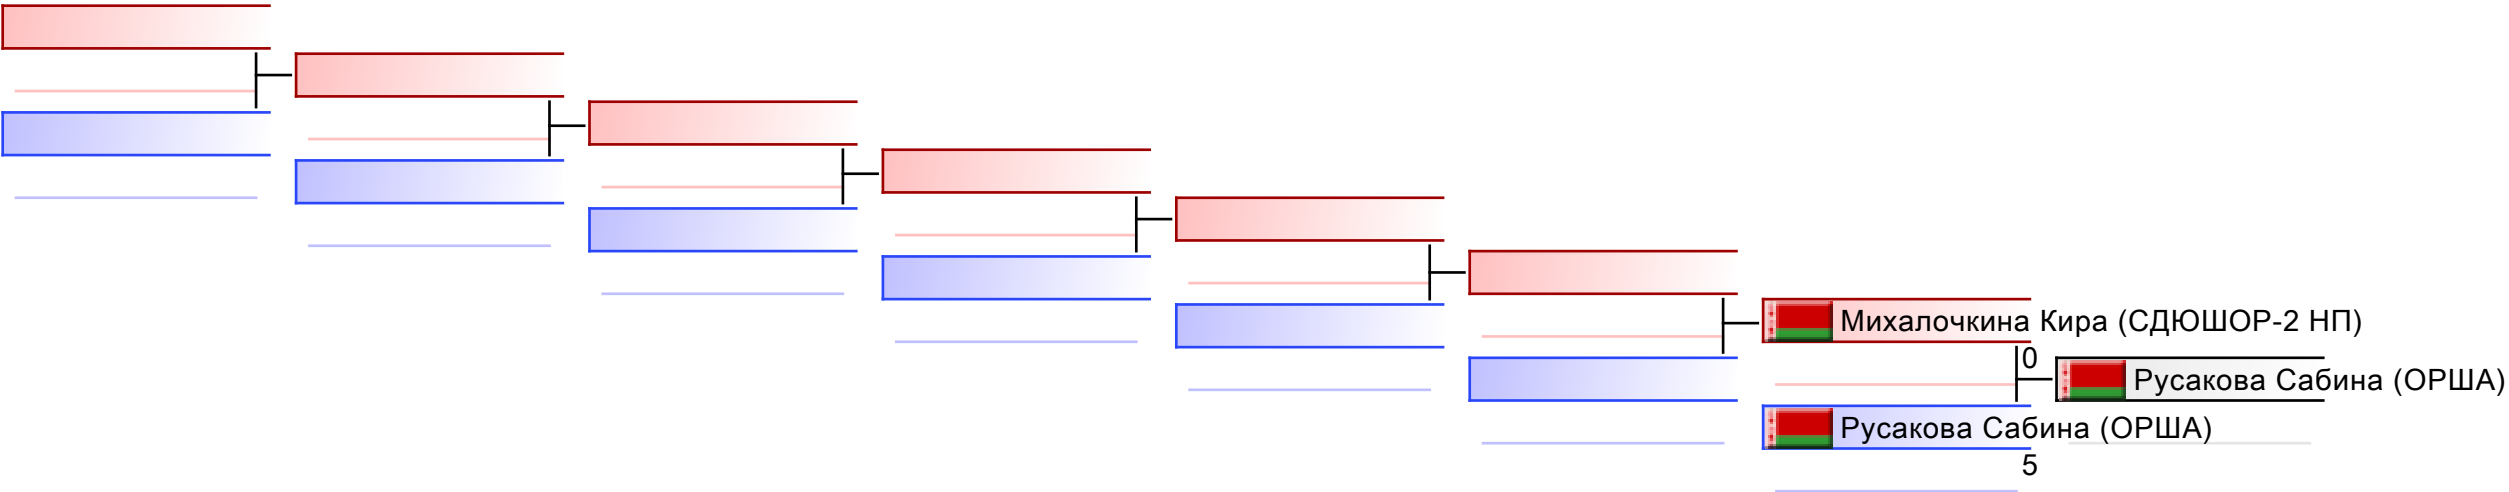 Михалочкина Кира (СДЮШОР-2 НП)
0
Русакова Сабина (ОРША)
Русакова Сабина (ОРША)
5